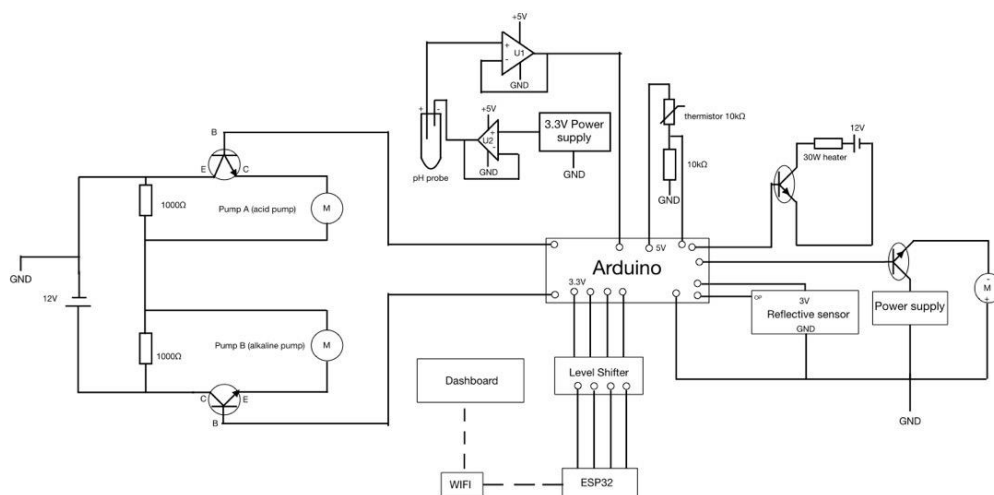 +5V
+
U1
-
GND
+ -
+5V
+
U2
-
GND
pH probe
3.3V Power
supply
GND
thermistor 10kΩ
10kΩ
GND
12V
30W heater
B
E C
1000Ω
Pump A (acid pump)
M
GND
12V
1000Ω
Pump B (alkaline pump)
M
C E
B
5V
Arduino
3.3V
OP
3V
Reflective sensor
GND
Power supply
-
M
+
GND
Level Shifter
Dashboard
WIFI
ESP32